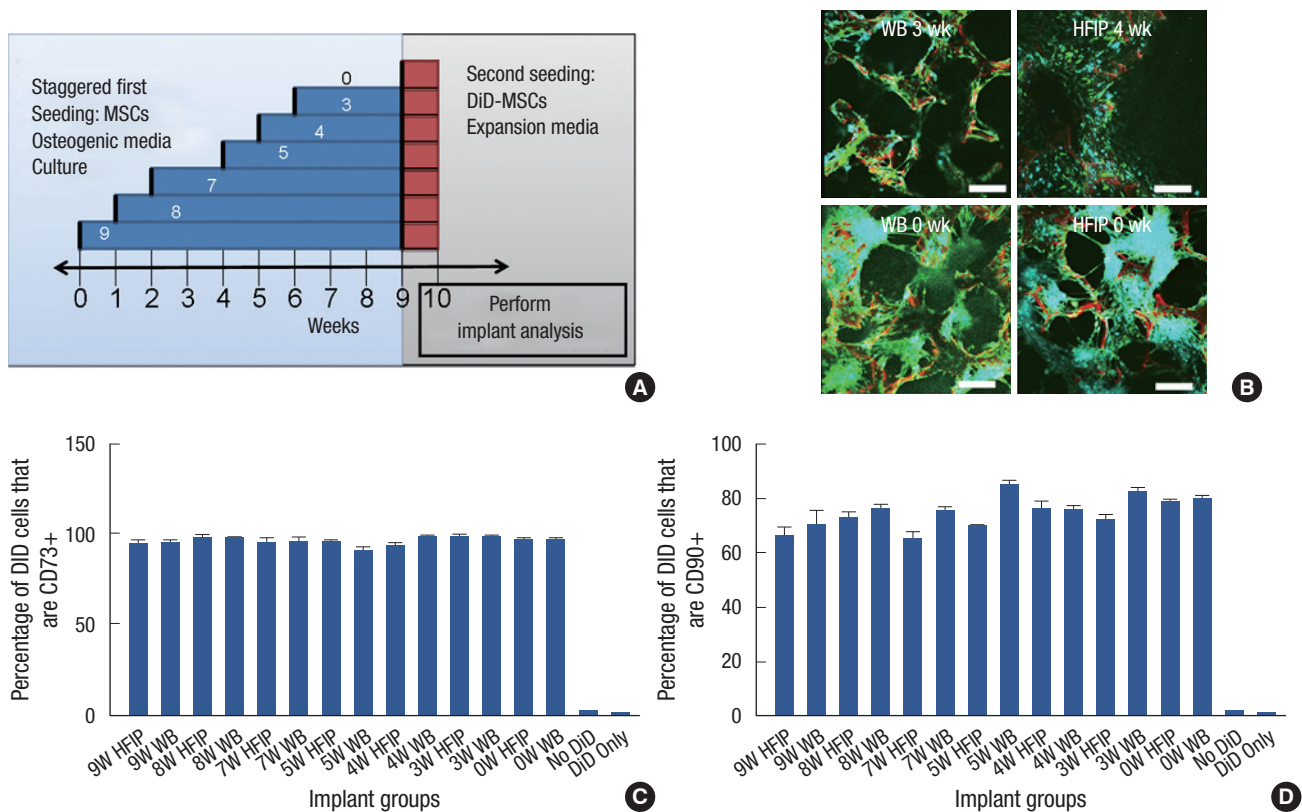 Staggered first
Seeding: MSCs
Osteogenic media
Culture
0
3
4
5
7
8
9
Second seeding:
DiD-MSCs
Expansion media
0 1 2 3 4 5 6 7 8 9 10
Weeks
Perform
implant analysis
A
WB 3 wk
HFIP 4 wk
WB 0 wk
HFIP 0 wk
B
Percentage of DID cells that
are CD73+
150
100
50
0
9W HFIP
9W WB
8W HFIP
8W WB
7W HFIP
7W WB
5W HFIP
5W WB
4W HFIP
4W WB
3W HFIP
3W WB
0W HFIP
0W WB
No DiD
DiD Only
Implant groups
C
Percentage of DID cells that
are CD90+
100
80
60
40
20
0
9W HFIP
9W WB
8W HFIP
8W WB
7W HFIP
7W WB
5W HFIP
5W WB
4W HFIP
4W WB
3W HFIP
3W WB
0W HFIP
0W WB
No DiD
DiD Only
Implant groups
D